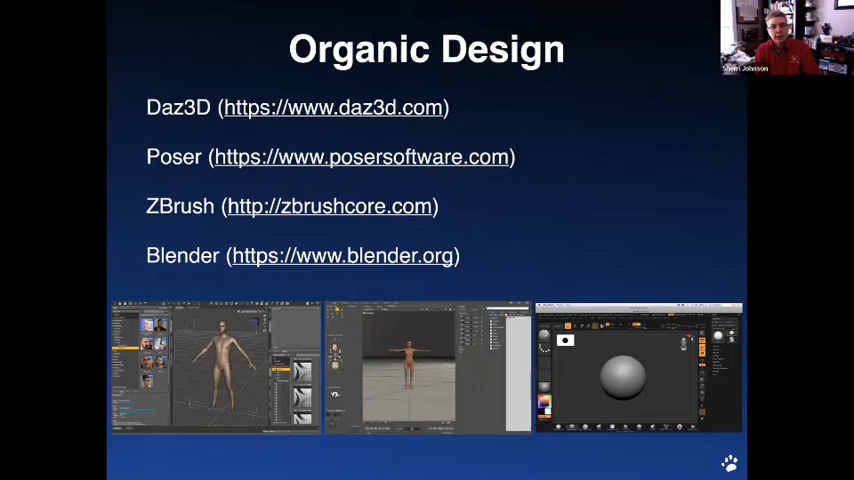 Organic Design
Daz3D (https://www.daz3d.com)
Poser (https://www.posersoftware.com)
ZBrush (http://zbrushcore.com)
Blender (https://www.blender.org)
Sherri Johnson